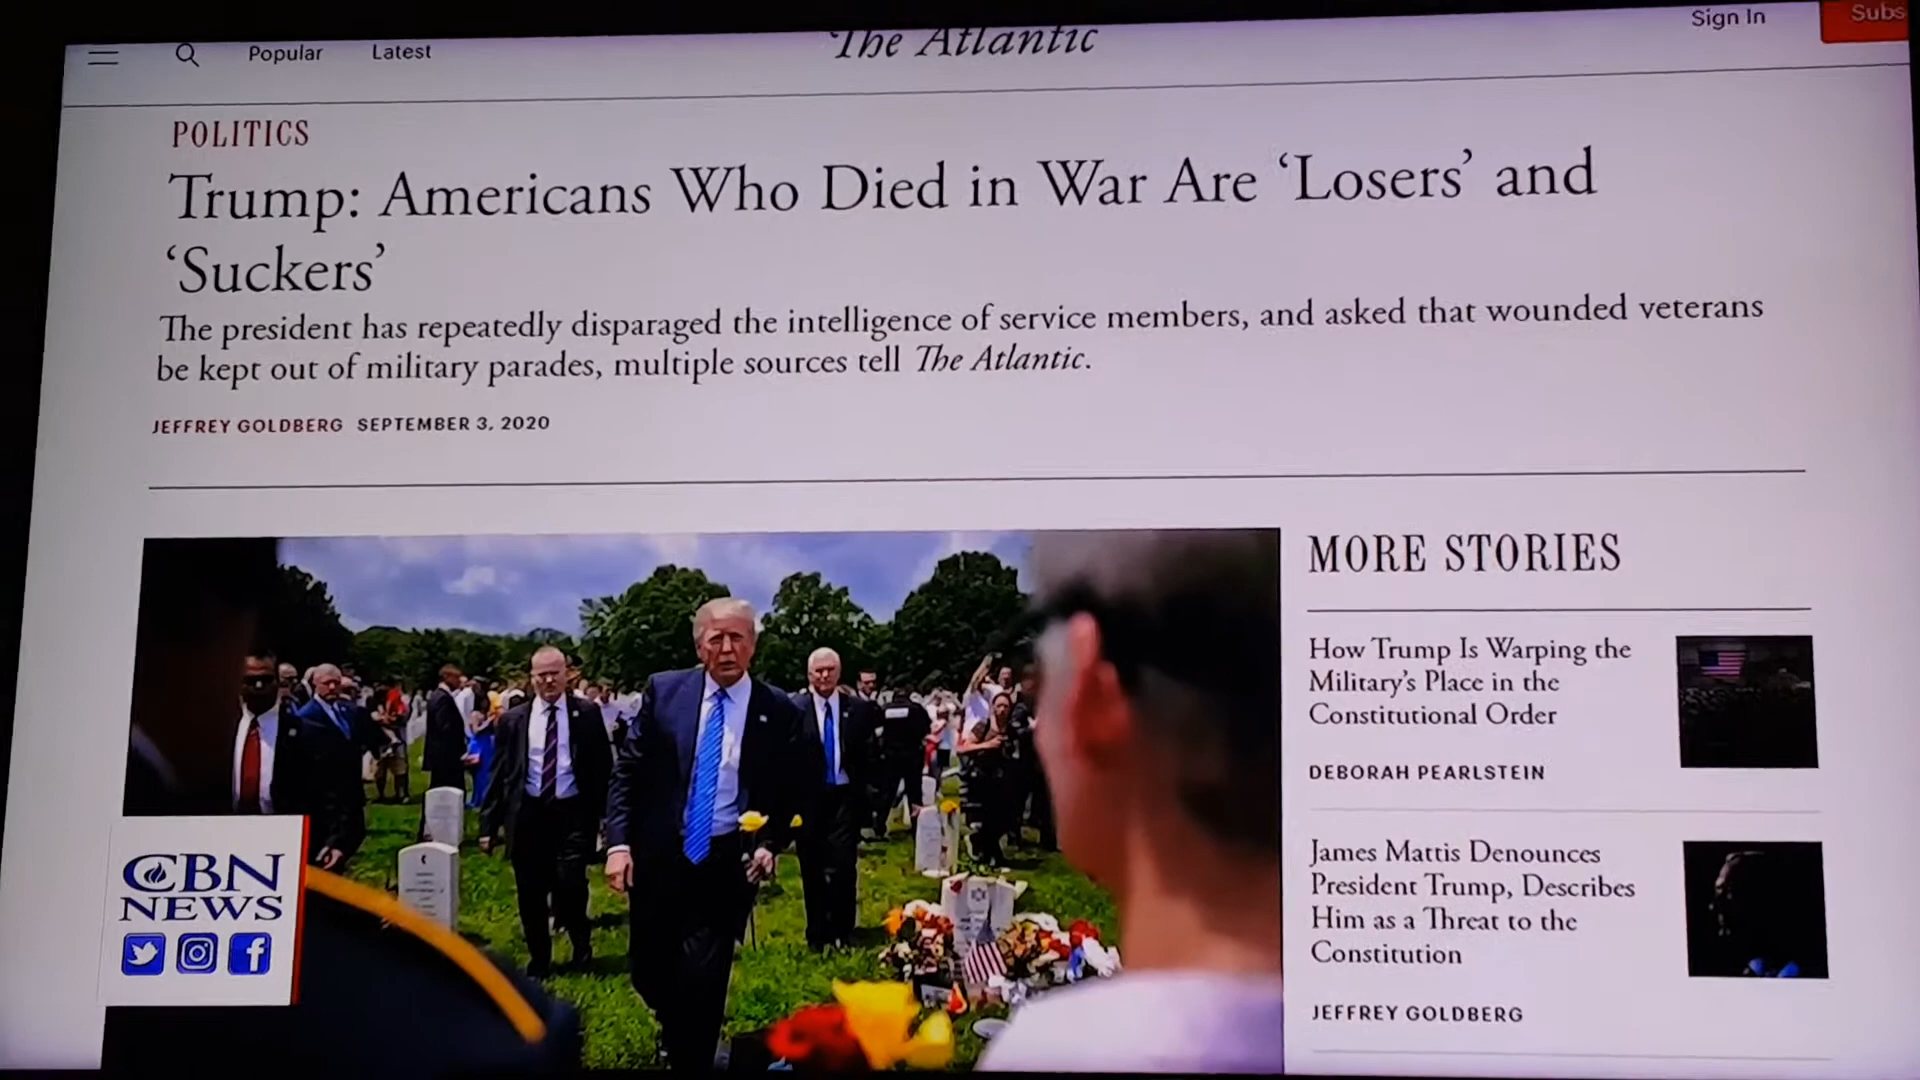 Popular
Latest
The Atlantic
Sign In
Subs
POLITICS
Trump: Americans Who Died in War Are ‘Losers’ and
‘Suckers’
The president has repeatedly disparaged the intelligence of service members, and asked that wounded veterans
be kept out of military parades, multiple sources tell The Atlantic.
JEFFREY GOLDBERG SEPTEMBER 3, 2020
MORE STORIES
How Trump Is Warping the
Military’s Place in the
Constitutional Order
DEBORAH PEARLSTEIN
James Mattis Denounces
President Trump, Describes
Him as a Threat to the
Constitution
JEFFREY GOLDBERG
CBN
NEWS